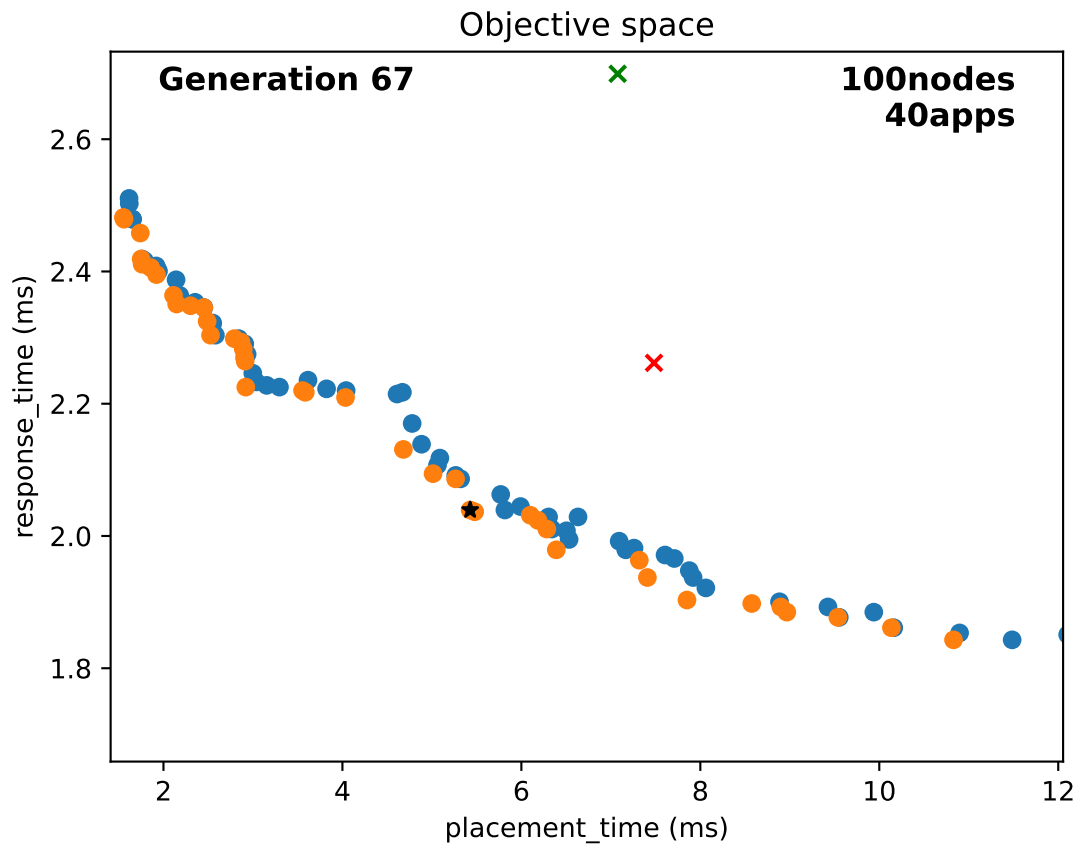 Objective space
Generation 67
100nodes
40apps
2.6
2.4
2.2
2.0
1.8
response_time (ms)
2
4
6
8
10
12
placement_time (ms)